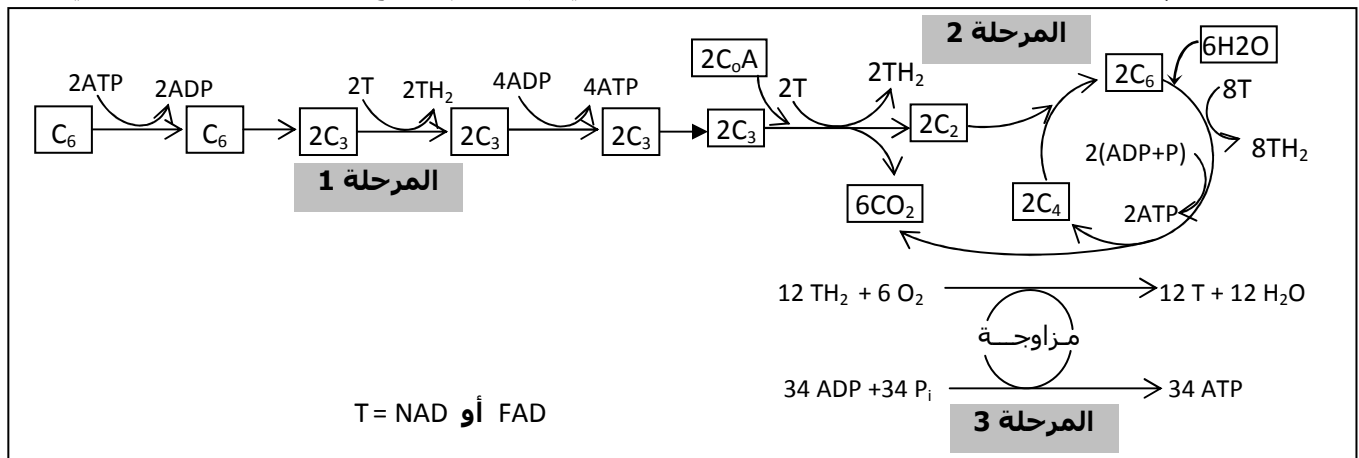 المرحلة 2
2ATP 2ADP 2T 2TH₂ 4ADP 4ATP 2CₒA 2T 2TH₂ 2C₆ 6H2O
C₆ C₆ 2C₃ 2C₃ 2C₃ 2C₃ 2C₂ 8T
المرحلة 1
2(ADP+P) 8TH₂
6CO₂ 2C₄ 2ATP
12 TH₂ + 6 O₂ 12 T + 12 H₂O
مـزاوجـــة
34 ADP +34 Pᵢ 34 ATP
T = NAD أو FAD
المرحلة 3